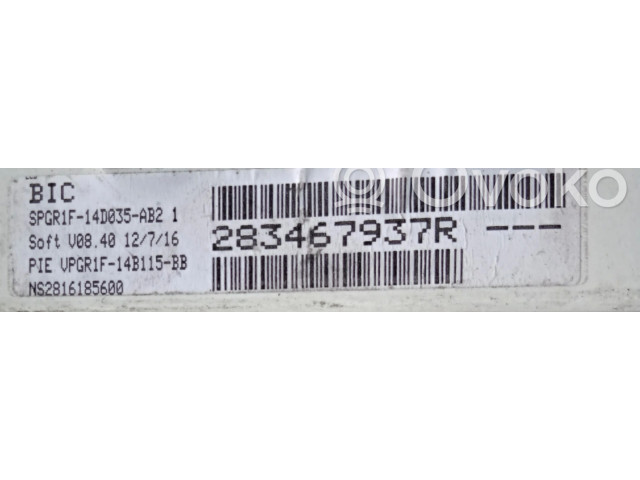 BIC
SPGR1F-14D035-AB2 1
Soft V08.40 12/7/16
PIE VPGR1F-14B115-BB
NS2816185600
283467937R ---
Ovoko